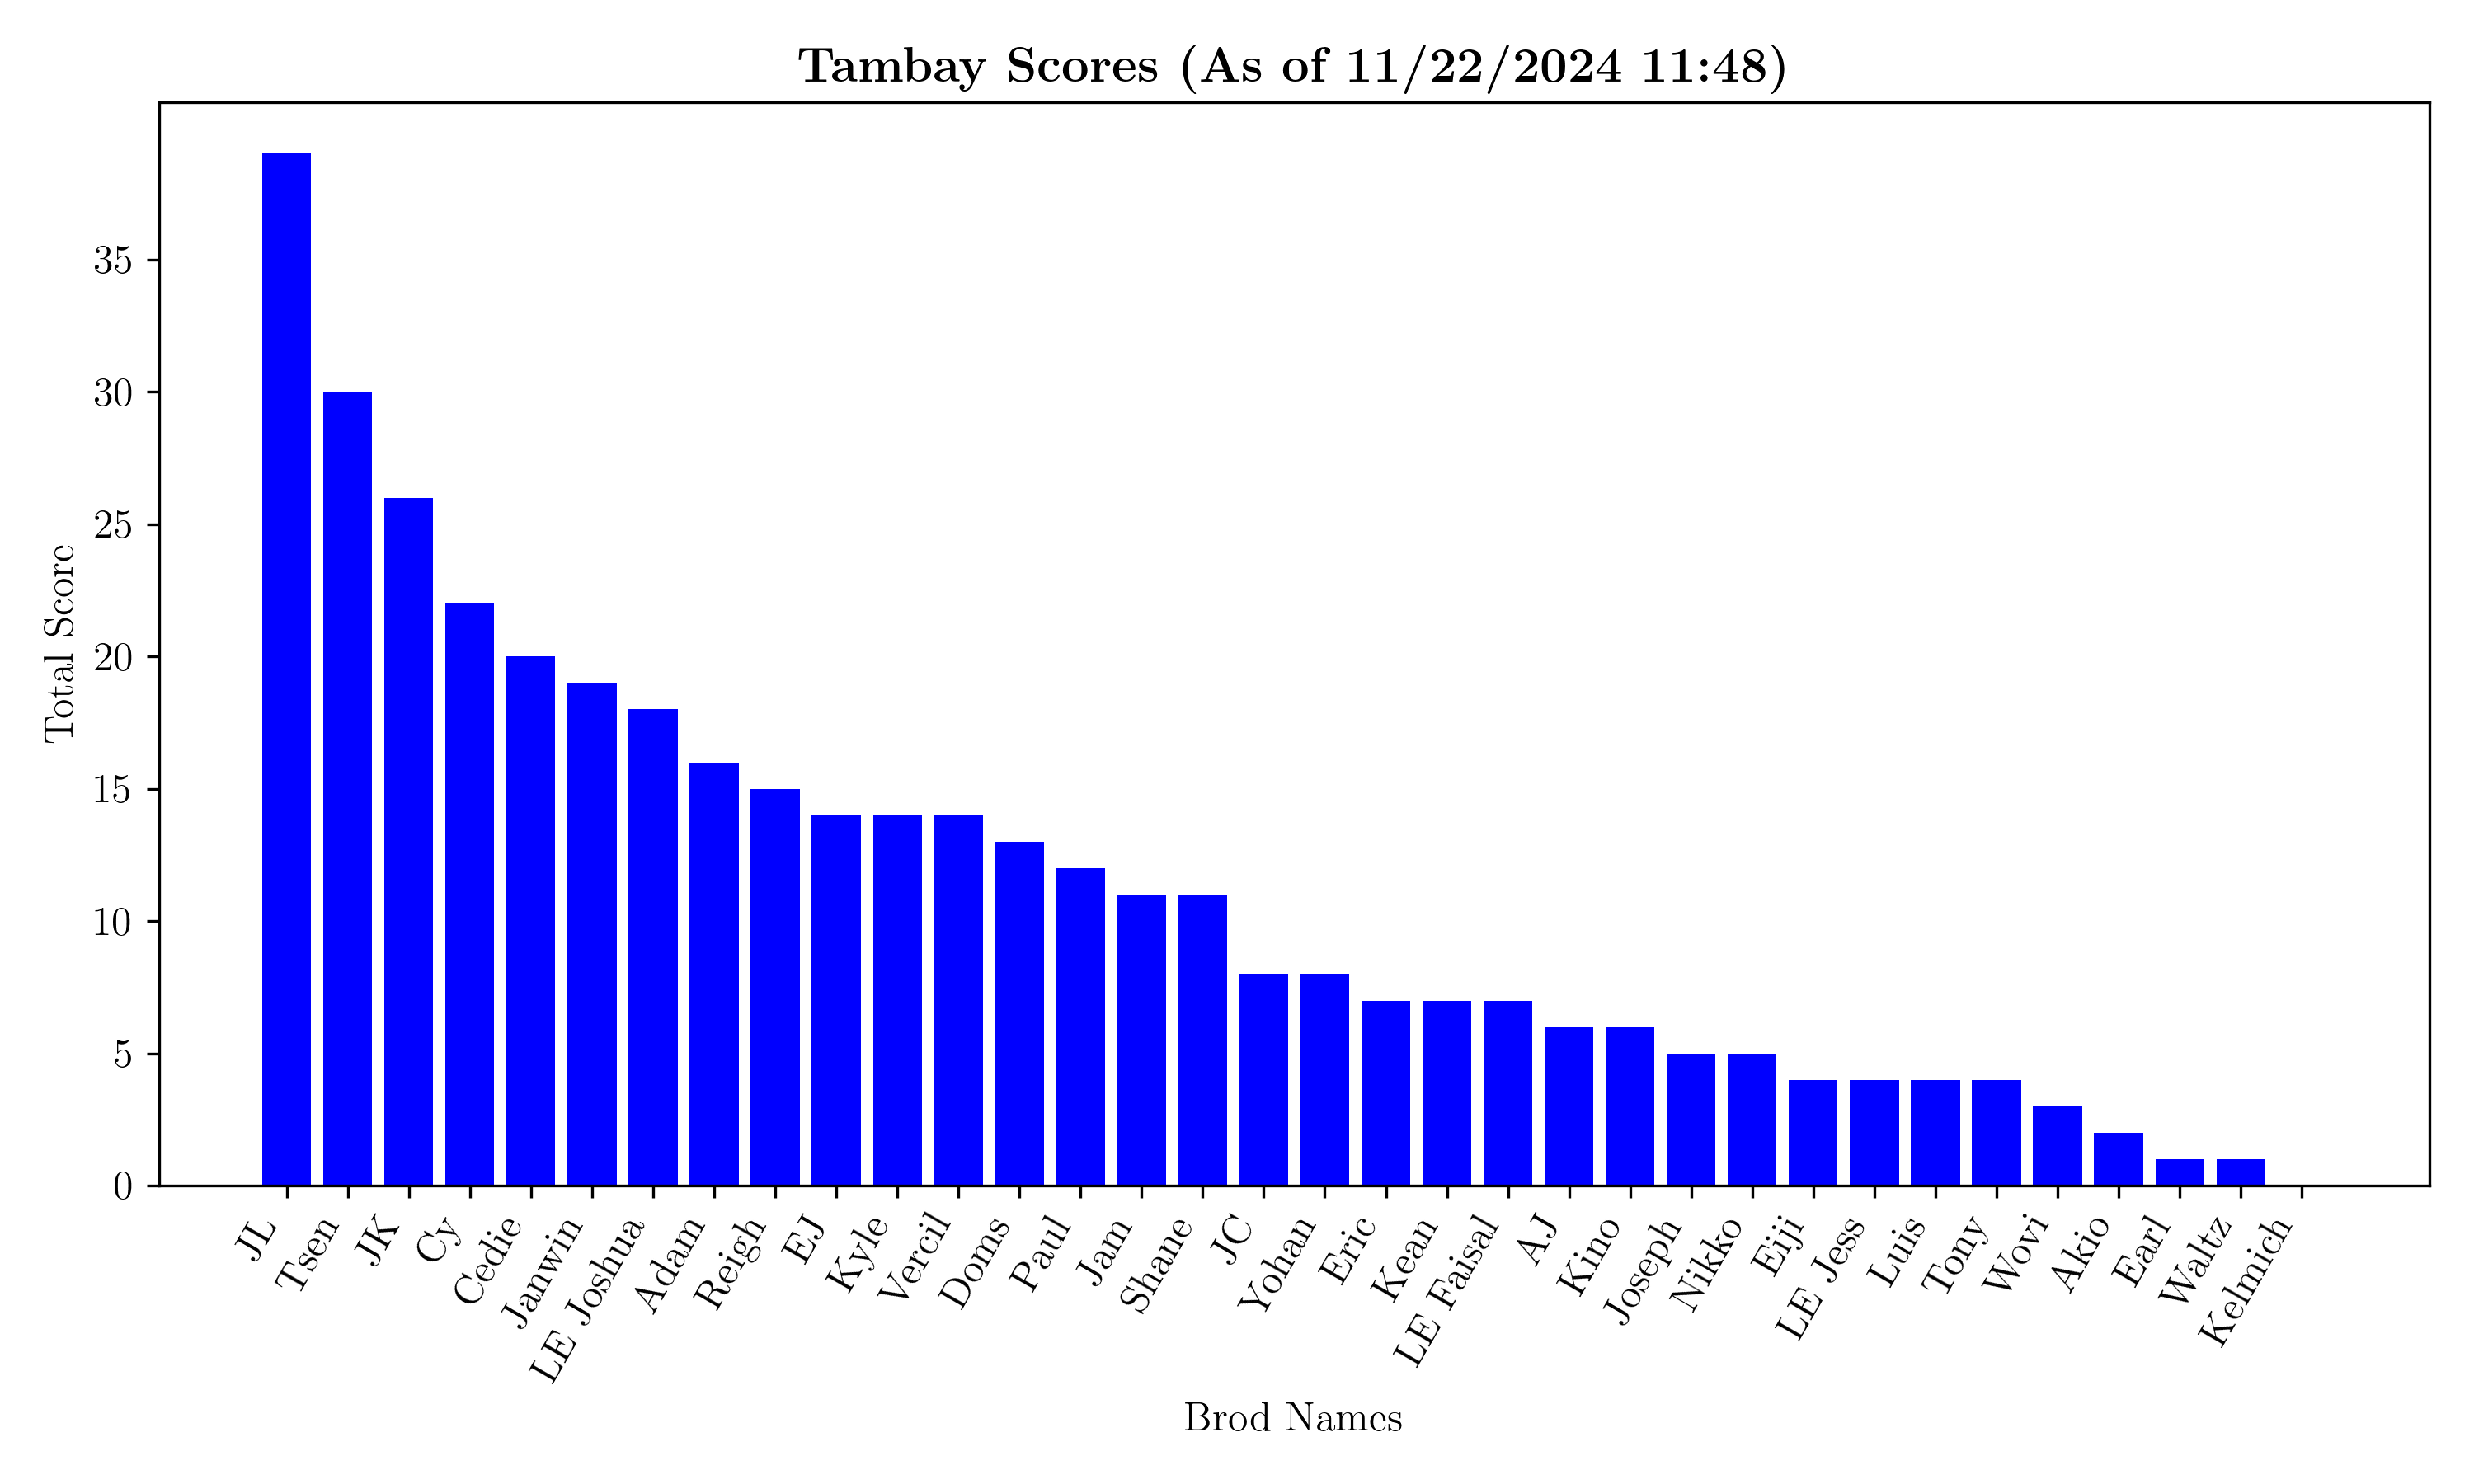 Tambay Scores (As of 11/22/2024 11:48)
Total Score
35
30
25
20
15
10
5
0
JL
Tsen
JK
Cy
Cedie
Janwin
LE Joshua
Adam
Reigh
EJ
Kyle
Vercil
Doms
Paul
Jam
Shane
JC
Yohan
Eric
Kean
LE Faisal
AJ
Kino
Joseph
Nikko
Eiji
LE Jess
Luis
Tony
Wovi
Akio
Earl
Waltz
Kelmich
Brod Names